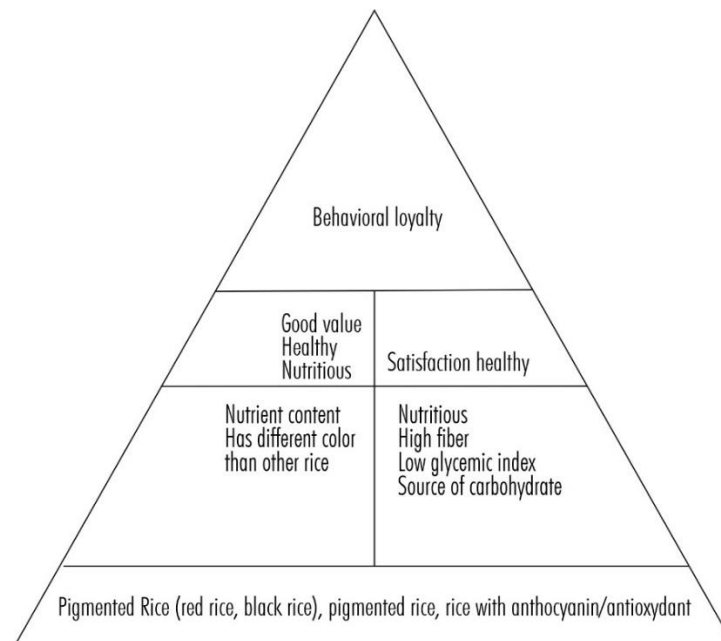 Behavioral loyalty
Good value
Healthy
Nutritious
Satisfaction healthy
Nutrient content
Has different color
than other rice
Nutritious
High fiber
Low glycemic index
Source of carbohydrate
Pigmented Rice (red rice, black rice), pigmented rice, rice with anthocyanin/antioxydant